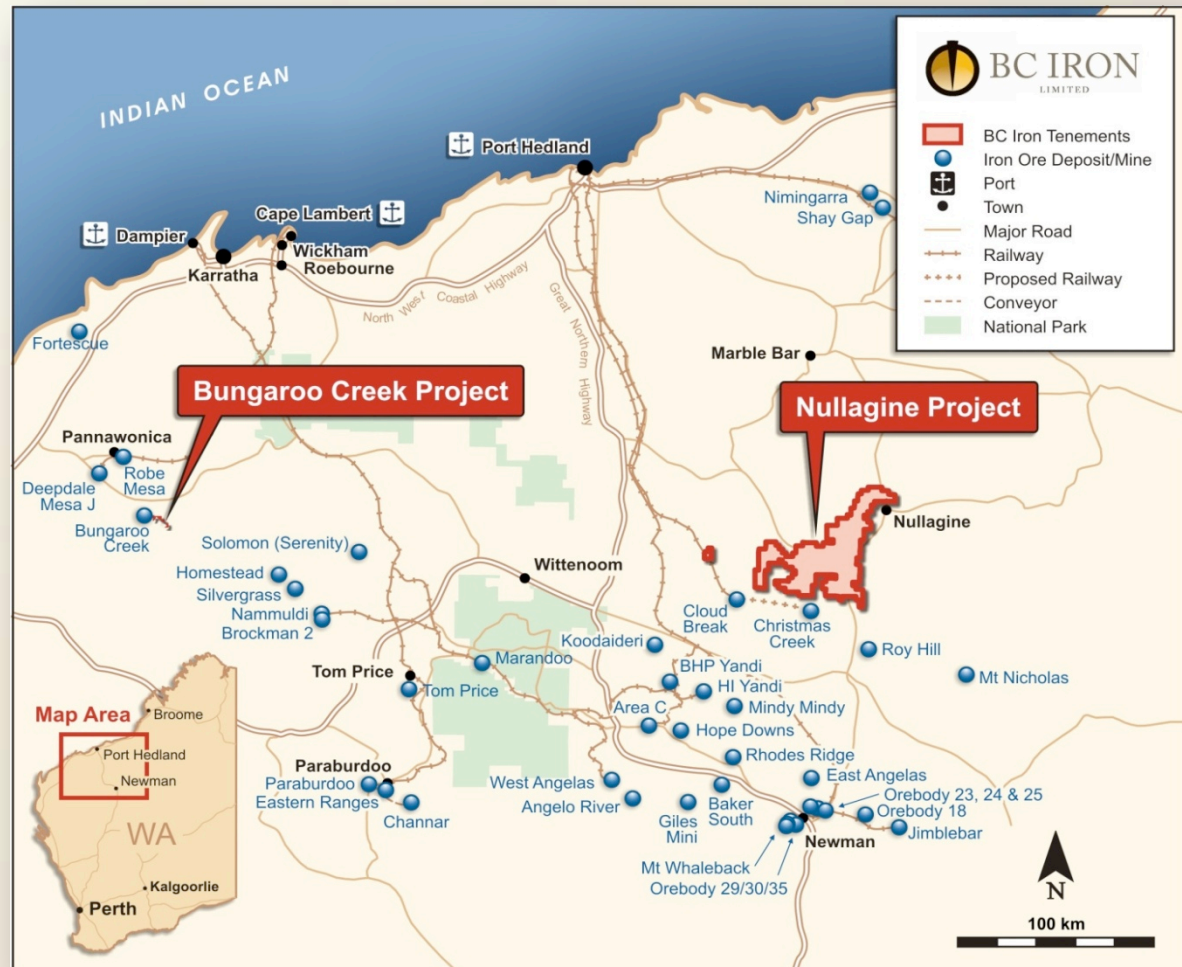 INDIAN OCEAN
BC IRON
LIMITED
BC Iron Tenements
Iron Ore Deposit/Mine
Port
Town
Major Road
Railway
Proposed Railway
Conveyor
National Park
Port Hedland
Nimingarra
Shay Gap
Cape Lambert
Dampier
Wickham
Roebourne
Karratha
North West Coastal Highway
Great Northern Highway
Fortescue
Marble Bar
Bungaroo Creek Project
Nullagine Project
Pannawonica
Robe
Mesa
Deepdale
Mesa J
Bungaroo
Creek
Nullagine
Solomon (Serenity)
Homestead
Silvergrass
Nammuldi
Brockman 2
Wittenoom
Cloud
Break
Christmas
Creek
Koodaideri
Roy Hill
Mt Nicholas
Marandoo
Tom Price
Tom Price
BHP Yandi
HI Yandi
Mindy Mindy
Area C
Hope Downs
Rhodes Ridge
Paraburdoo
Paraburdoo
Eastern Ranges
Channar
West Angelas
Angelo River
Giles
Mini
Baker
South
East Angelas
Orebody 23, 24 & 25
Orebody 18
Jimblebar
Newman
Mt Whaleback
Orebody 29/30/35
Map Area
Broome
Port Hedland
Newman
WA
Kalgoorlie
Perth
N
100 km